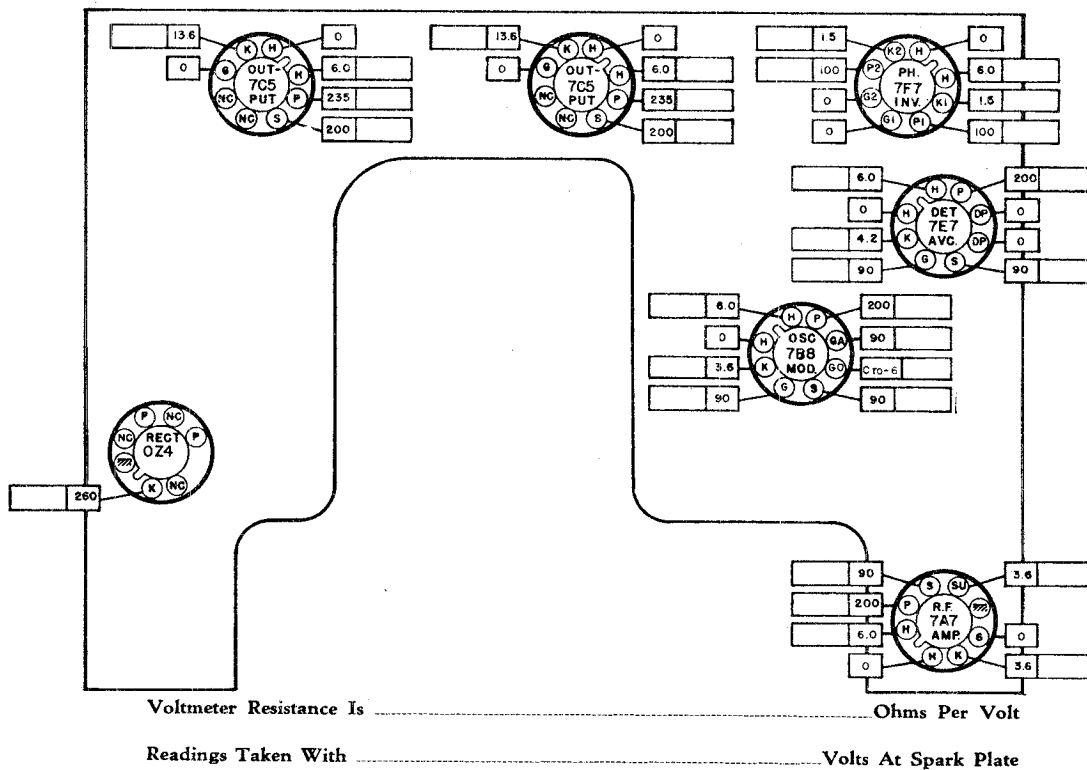 13.6 K H 0
0 G H 6.0
OUT-
7C5
PUT
NC P 235
NC S 200
13.6 K H 0
0 G H 6.0
OUT-
7C5
PUT
NC P 235
NC S 200
1.5 K2 H 0
100 P2 H 6.0
PH.
7F7
INV.
0 G2 K1 1.5
0 G1 P1 100
6.0 H P 200
0 H DP 0
DET
7E7
AVC.
4.2 K DP 0
90 G S 90
6.0 H P 200
0 H GA 90
OSC
7B8
MOD.
3.6 K GO C to-6
90 G S 90
P NC
NC P
RECT
OZ4
260 K NC
90 S SU 3.6
200 P
R.F.
7A7
AMP.
6.0 H G 0
0 H K 3.6
Voltmeter Resistance Is Ohms Per Volt
Readings Taken With Volts At Spark Plate